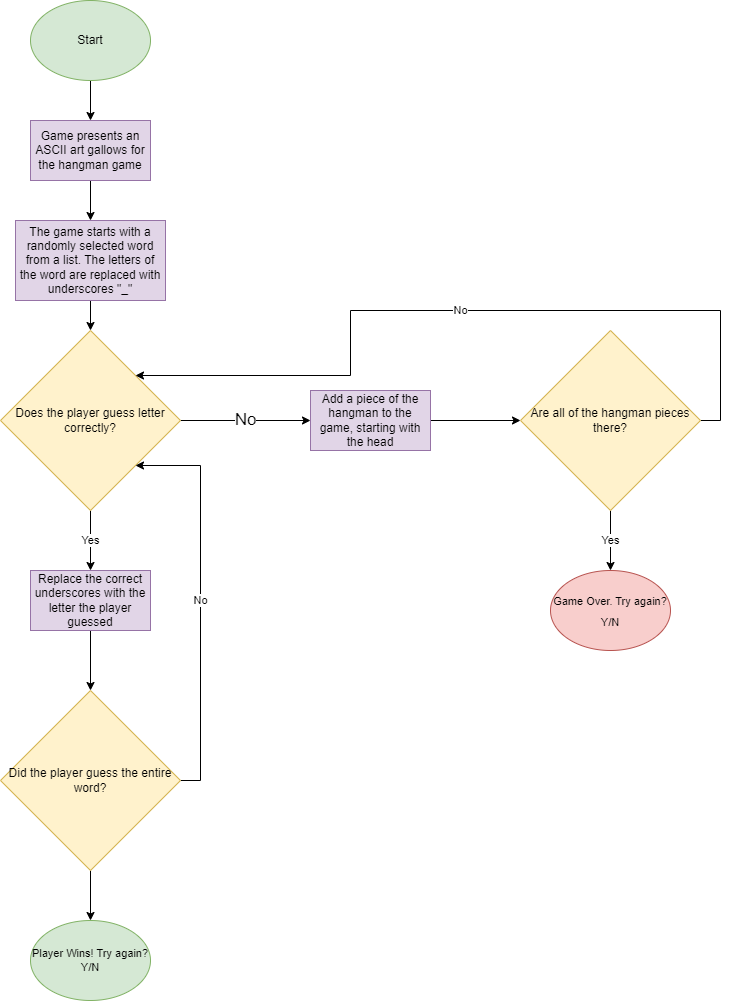 Start
Game presents an
ASCII art gallows for
the hangman game
The game starts with a
randomly selected word
from a list. The letters of
the word are replaced with
underscores "_"
No
Does the player guess letter
correctly?
No
Add a piece of the
hangman to the
game, starting with
the head
Are all of the hangman pieces
there?
Yes
Yes
Replace the correct
underscores with the
letter the player
guessed
No
Game Over. Try again?
Y/N
Did the player guess the entire
word?
Player Wins! Try again?
Y/N